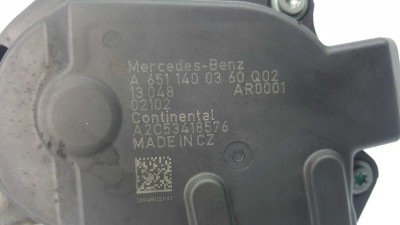 Mercedes-Benz
A 651 140 03 60 Q02
13 048 AR0001
02102
Continental
A2C53418576
MADE IN CZ